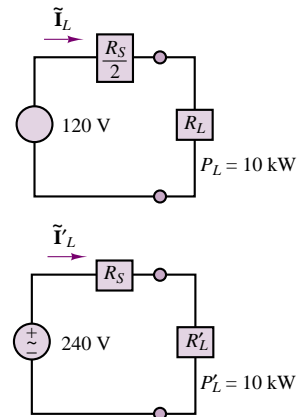 Ĩ_L
R_S
2
120 V
R_L
P_L = 10 kW
Ĩ′_L
R_S
+
~
−
240 V
R′_L
P′_L = 10 kW